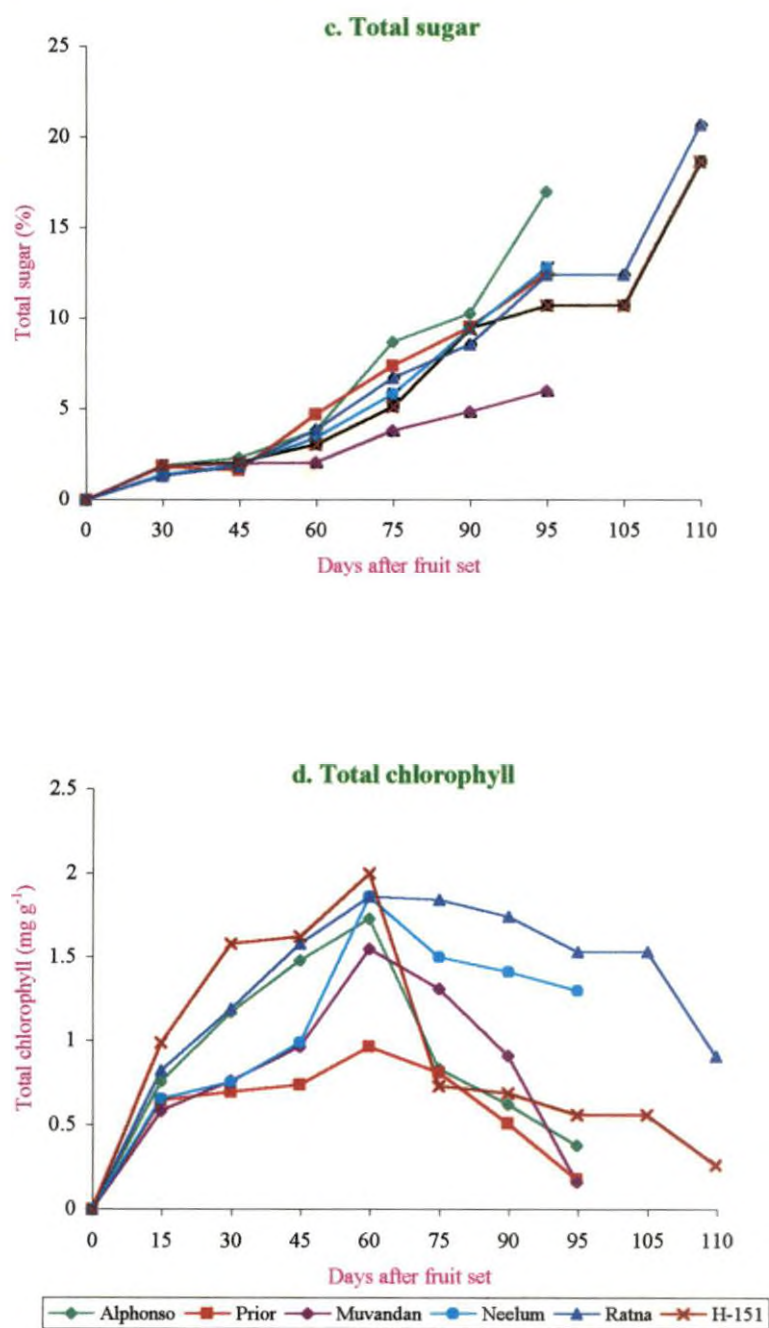 c. Total sugar
25
20
15
10
5
0
Total sugar (%)
0 30 45 60 75 90 95 105 110
Days after fruit set
d. Total chlorophyll
2.5
2
1.5
1
0.5
0
Total chlorophyll (mg g⁻¹)
0 15 30 45 60 75 90 95 105 110
Days after fruit set
Alphonso Prior Muvandan Neelum Ratna H-151